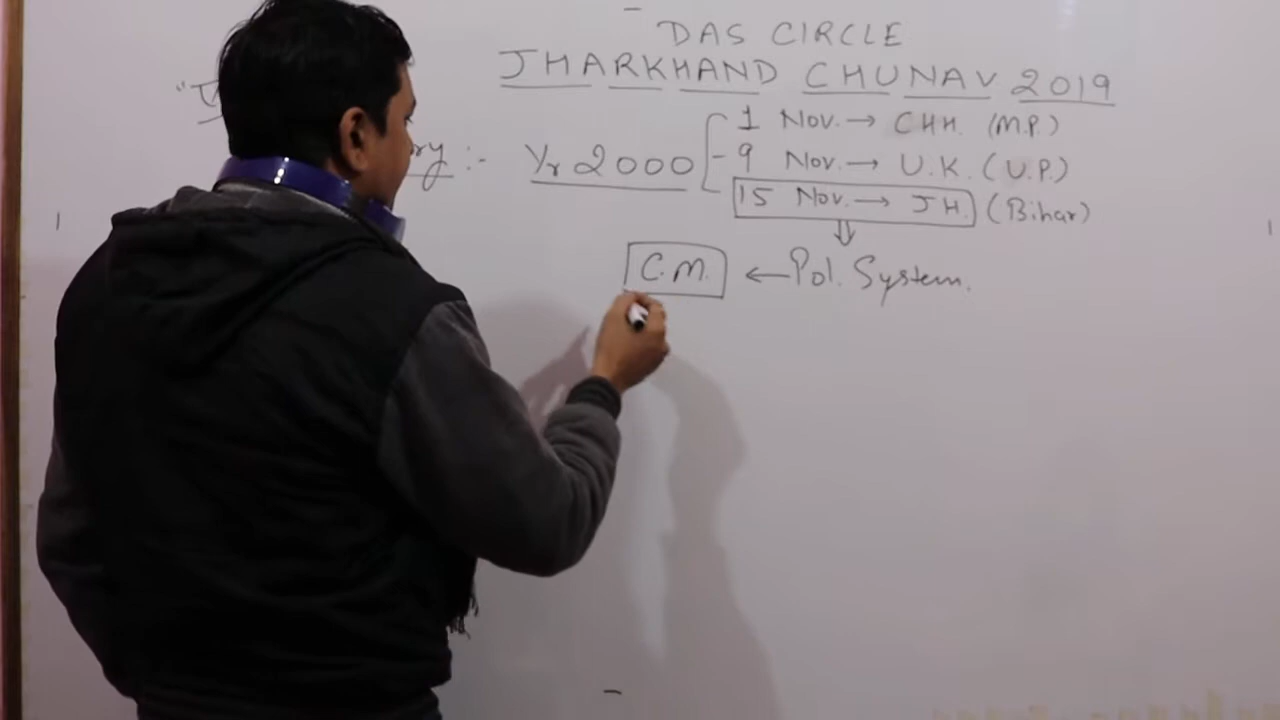 DAS CIRCLE
JHARKHAND CHUNAV 2019
1 Nov. → CHH. (M.P.)
:- Yr 2000 - 9 Nov. → U.K. (U.P.)
15 Nov. → JH. (Bihar)
C.M. ← Pol. System.